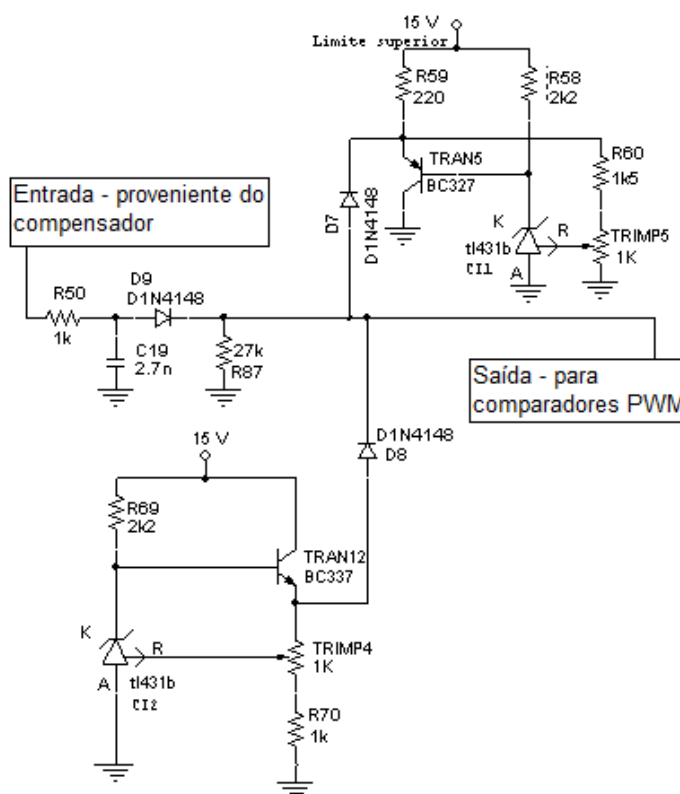 15 V
Limite superior
R59
220
R58
2k2
TRAN5
BC327
R60
1k5
D7
D1N4148
K
R
tl431b
A
CI1
TRIMP5
1K
Entrada - proveniente do
compensador
R50
1k
D9
D1N4148
C19
2.7n
27k
R87
Saída - para
comparadores PWM
D1N4148
D8
15 V
R69
2k2
TRAN12
BC337
K
R
A
tl431b
CI2
TRIMP4
1K
R70
1k